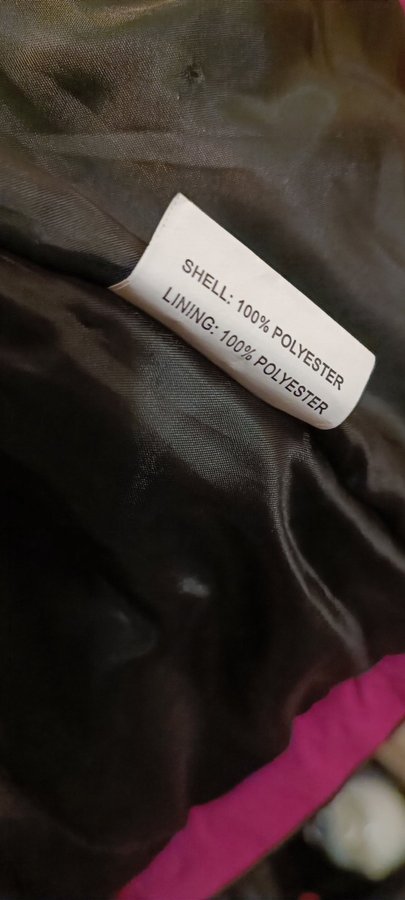 SHELL: 100% POLYESTER
LINING: 100% POLYESTER